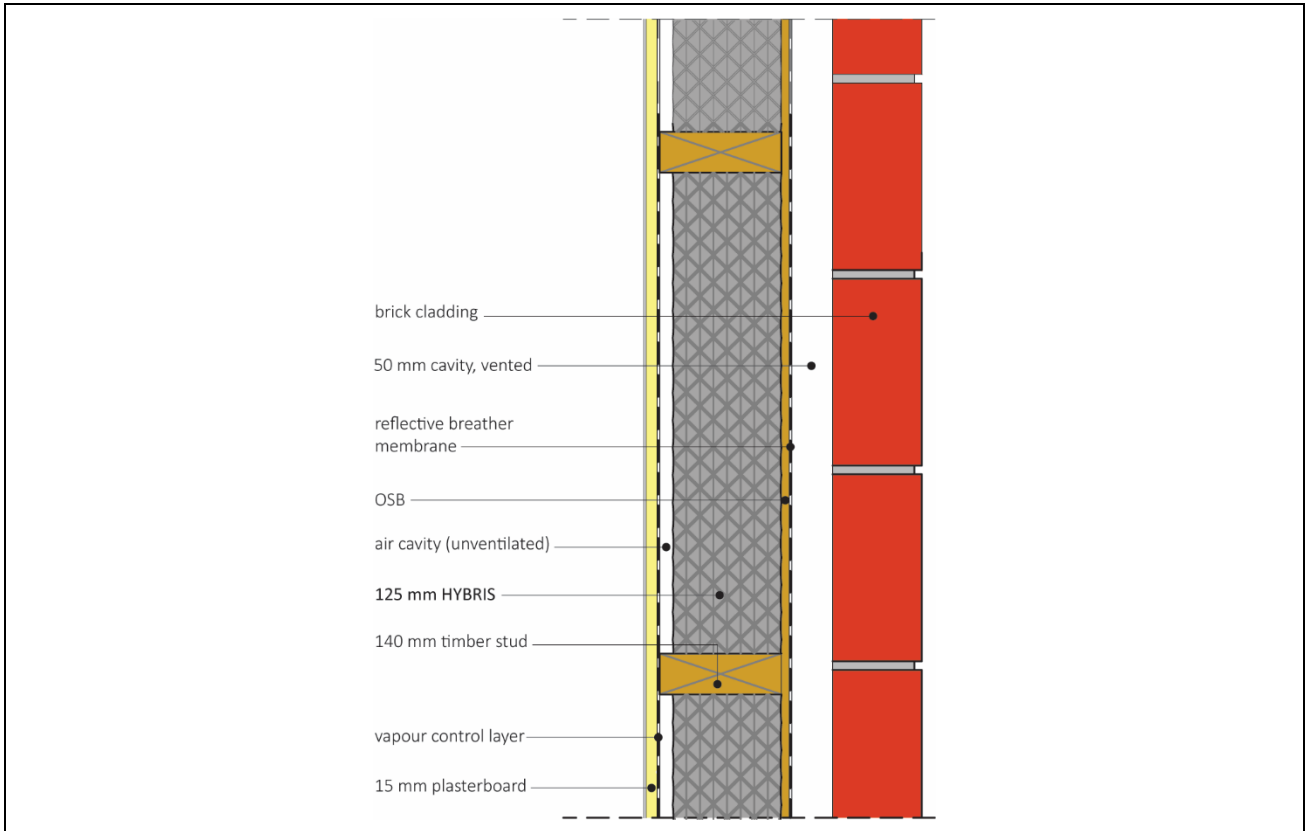 brick cladding
50 mm cavity, vented
reflective breather
membrane
OSB
air cavity (unventilated)
125 mm HYBRIS
140 mm timber stud
vapour control layer
15 mm plasterboard